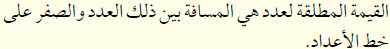 القيمة المطلقة لعدد هي المسافة بين ذلك العدد والصفر على
خط الأعداد.